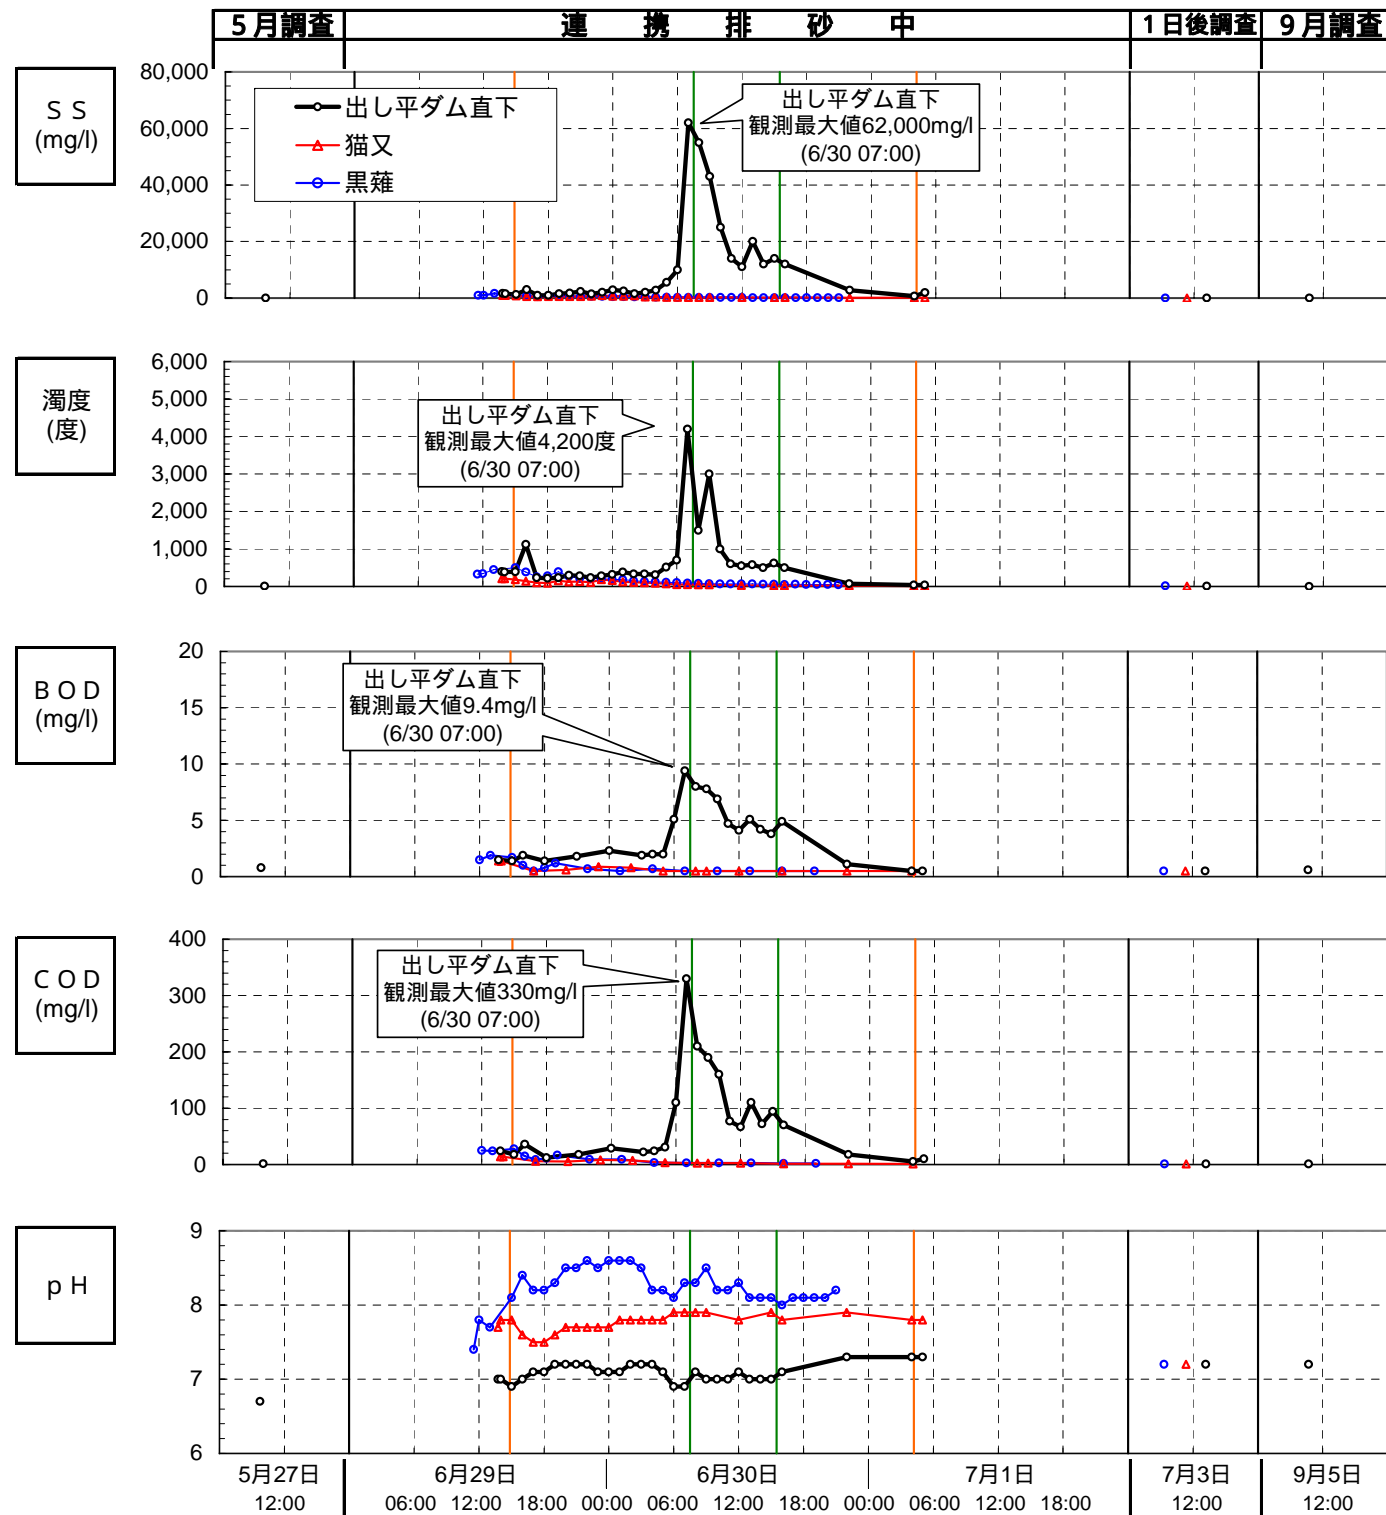 ５月調査 連 携 排 砂 中 １日後調査 ９月調査
ＳＳ
(mg/l)
80,000
60,000
40,000
20,000
0
出し平ダム直下
猫又
黒薙
出し平ダム直下
観測最大値62,000mg/l
(6/30 07:00)
濁度
(度)
6,000
5,000
4,000
3,000
2,000
1,000
0
出し平ダム直下
観測最大値4,200度
(6/30 07:00)
ＢＯＤ
(mg/l)
20
15
10
5
0
出し平ダム直下
観測最大値9.4mg/l
(6/30 07:00)
ＣＯＤ
(mg/l)
400
300
200
100
0
出し平ダム直下
観測最大値330mg/l
(6/30 07:00)
ｐＨ
9
8
7
6
5月27日 6月29日 6月30日 7月1日 7月3日 9月5日
12:00 06:00 12:00 18:00 00:00 06:00 12:00 18:00 00:00 06:00 12:00 18:00 12:00 12:00